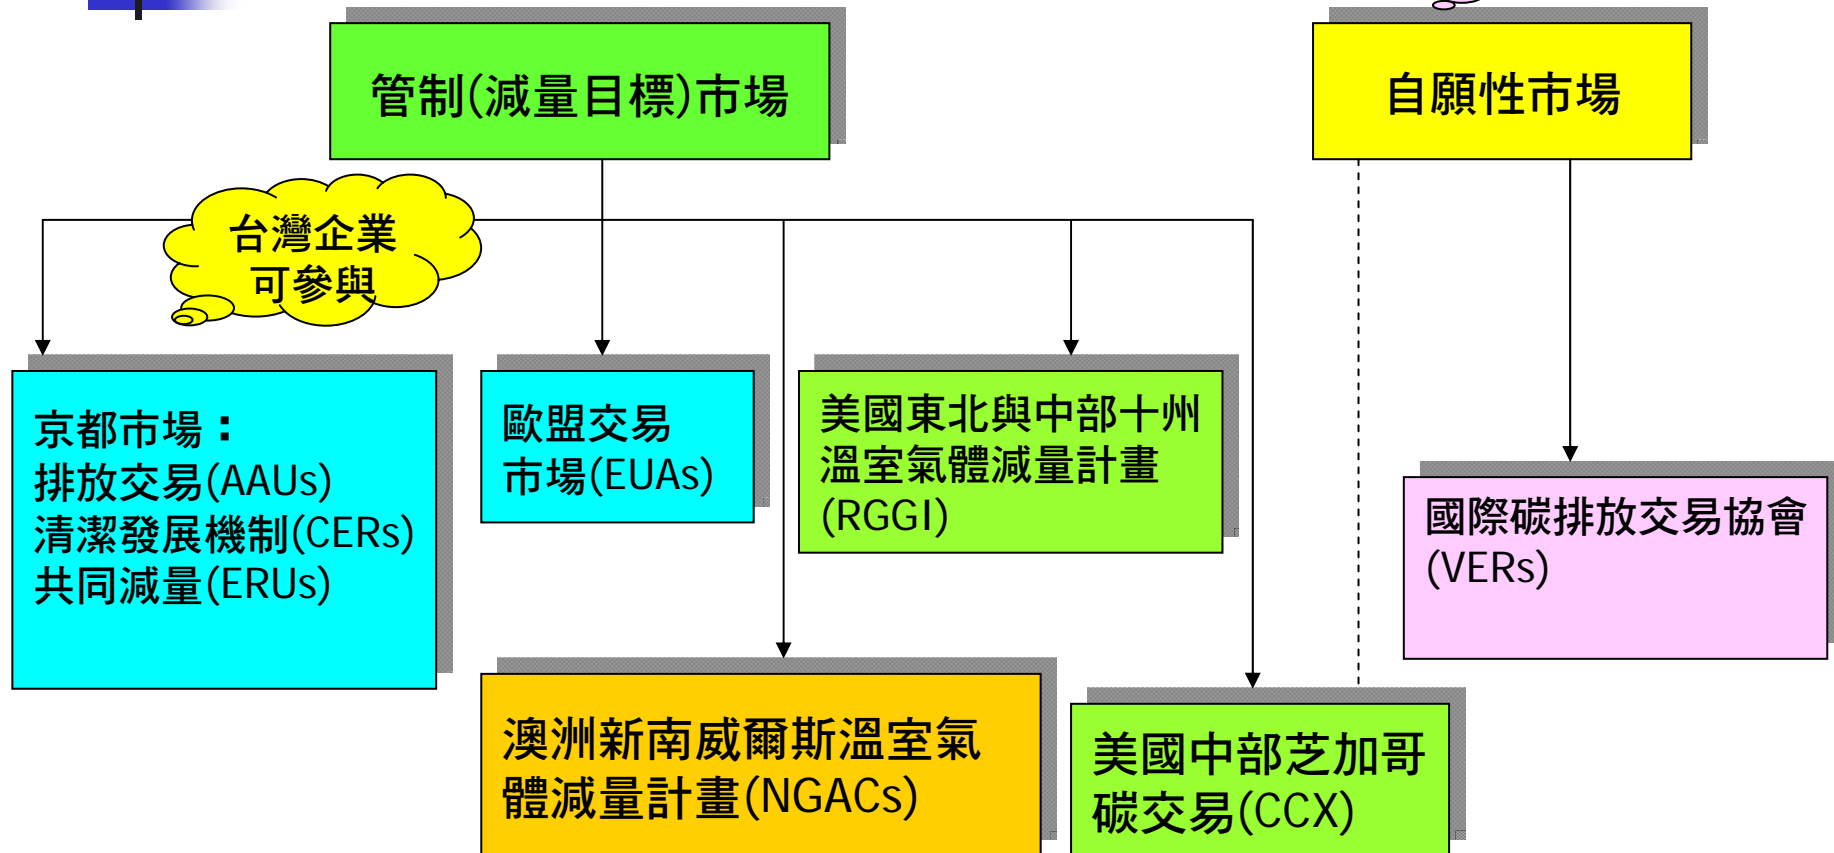 管制(減量目標)市場
自願性市場
台灣企業
可參與
京都市場：
排放交易(AAUs)
清潔發展機制(CERs)
共同減量(ERUs)
歐盟交易
市場(EUAs)
美國東北與中部十州
溫室氣體減量計畫
(RGGI)
國際碳排放交易協會
(VERs)
澳洲新南威爾斯溫室氣
體減量計畫(NGACs)
美國中部芝加哥
碳交易(CCX)